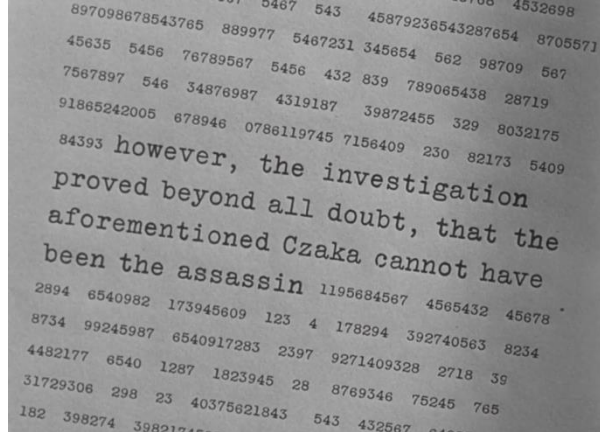 5467 543 4532698
897098678543765 889977 5467231 45879236543287654 8705571
45635 5456 76789567 5456 345654 562 98709 567
7567897 546 34876987 432 839 789065438 28719
91865242005 678946 4319187 39872455 329 8032175
84393 0786119745 7156409 230 82173 5409
however, the investigation
proved beyond all doubt, that the
aforementioned Czaka cannot have
been the assassin 1195684567 4565432 45678
2894 6540982 173945609 123 4 178294 392740563 8234
8734 99245987 6540917283 2397 9271409328 2718 39
4482177 6540 1287 1823945 28 8769346 75245 765
31729306 298 23 40375621843 543 432567
182 398274